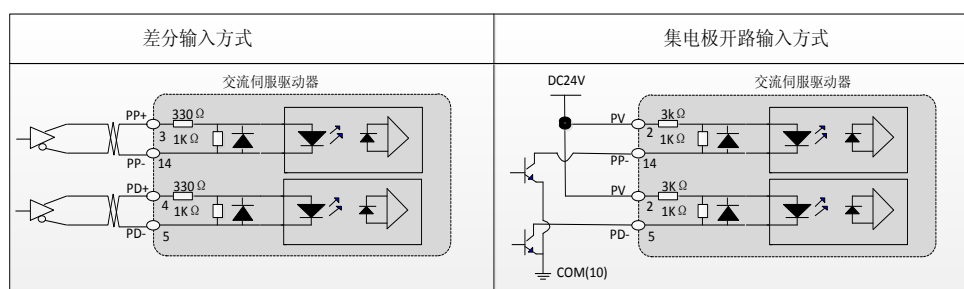 差分输入方式
集电极开路输入方式
交流伺服驱动器
PP+
330Ω
3
1KΩ
PP-
14
PD+
330Ω
4
1KΩ
PD-
5
DC24V
交流伺服驱动器
PV
3kΩ
2
1KΩ
PP-
14
PV
3KΩ
2
1KΩ
PD-
5
COM(10)